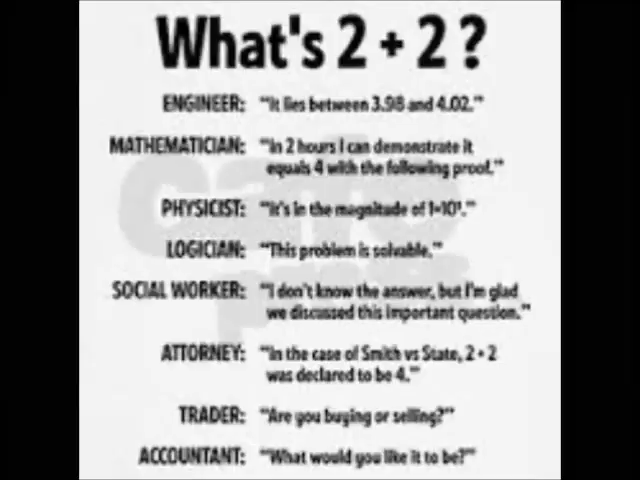 What's 2 + 2 ?
ENGINEER: "It lies between 3.98 and 4.02."
MATHEMATICIAN: "In 2 hours I can demonstrate it
equals 4 with the following proof."
PHYSICIST: "It's in the magnitude of 1×10¹."
LOGICIAN: "This problem is solvable."
SOCIAL WORKER: "I don't know the answer, but I'm glad
we discussed this important question."
ATTORNEY: "In the case of Smith vs State, 2 + 2
was declared to be 4."
TRADER: "Are you buying or selling?"
ACCOUNTANT: "What would you like it to be?"